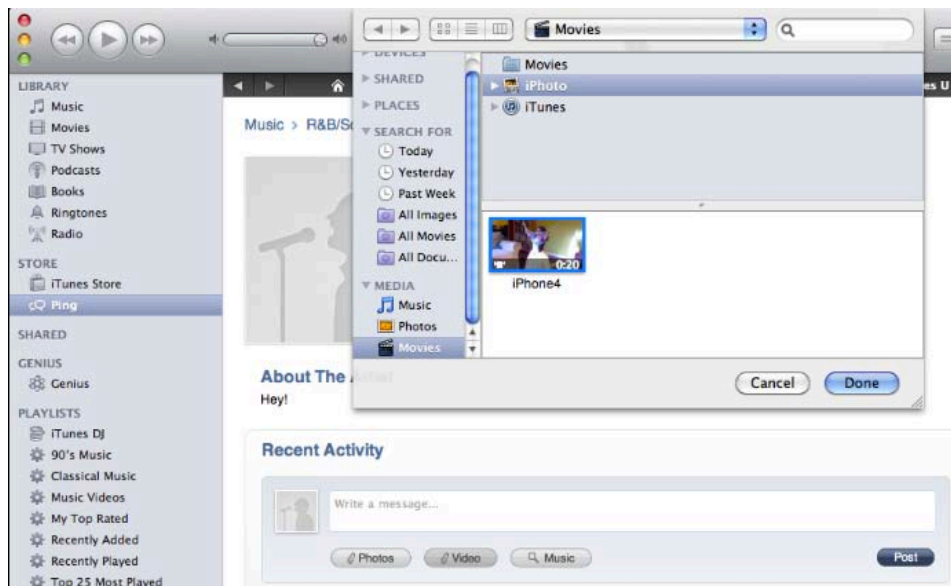 Movies
DEVICES
SHARED
PLACES
SEARCH FOR
Today
Yesterday
Past Week
All Images
All Movies
All Docu...
MEDIA
Music
Photos
Movies
Movies
iPhoto
iTunes
0:20
iPhone4
Cancel
Done
LIBRARY
Music
Movies
TV Shows
Podcasts
Books
Ringtones
Radio
STORE
iTunes Store
Ping
SHARED
GENIUS
Genius
PLAYLISTS
iTunes DJ
90's Music
Classical Music
Music Videos
My Top Rated
Recently Added
Recently Played
Top 25 Most Played
es U
Music > R&B/So
About The Artist
Hey!
Recent Activity
Write a message...
Photos
Video
Music
Post